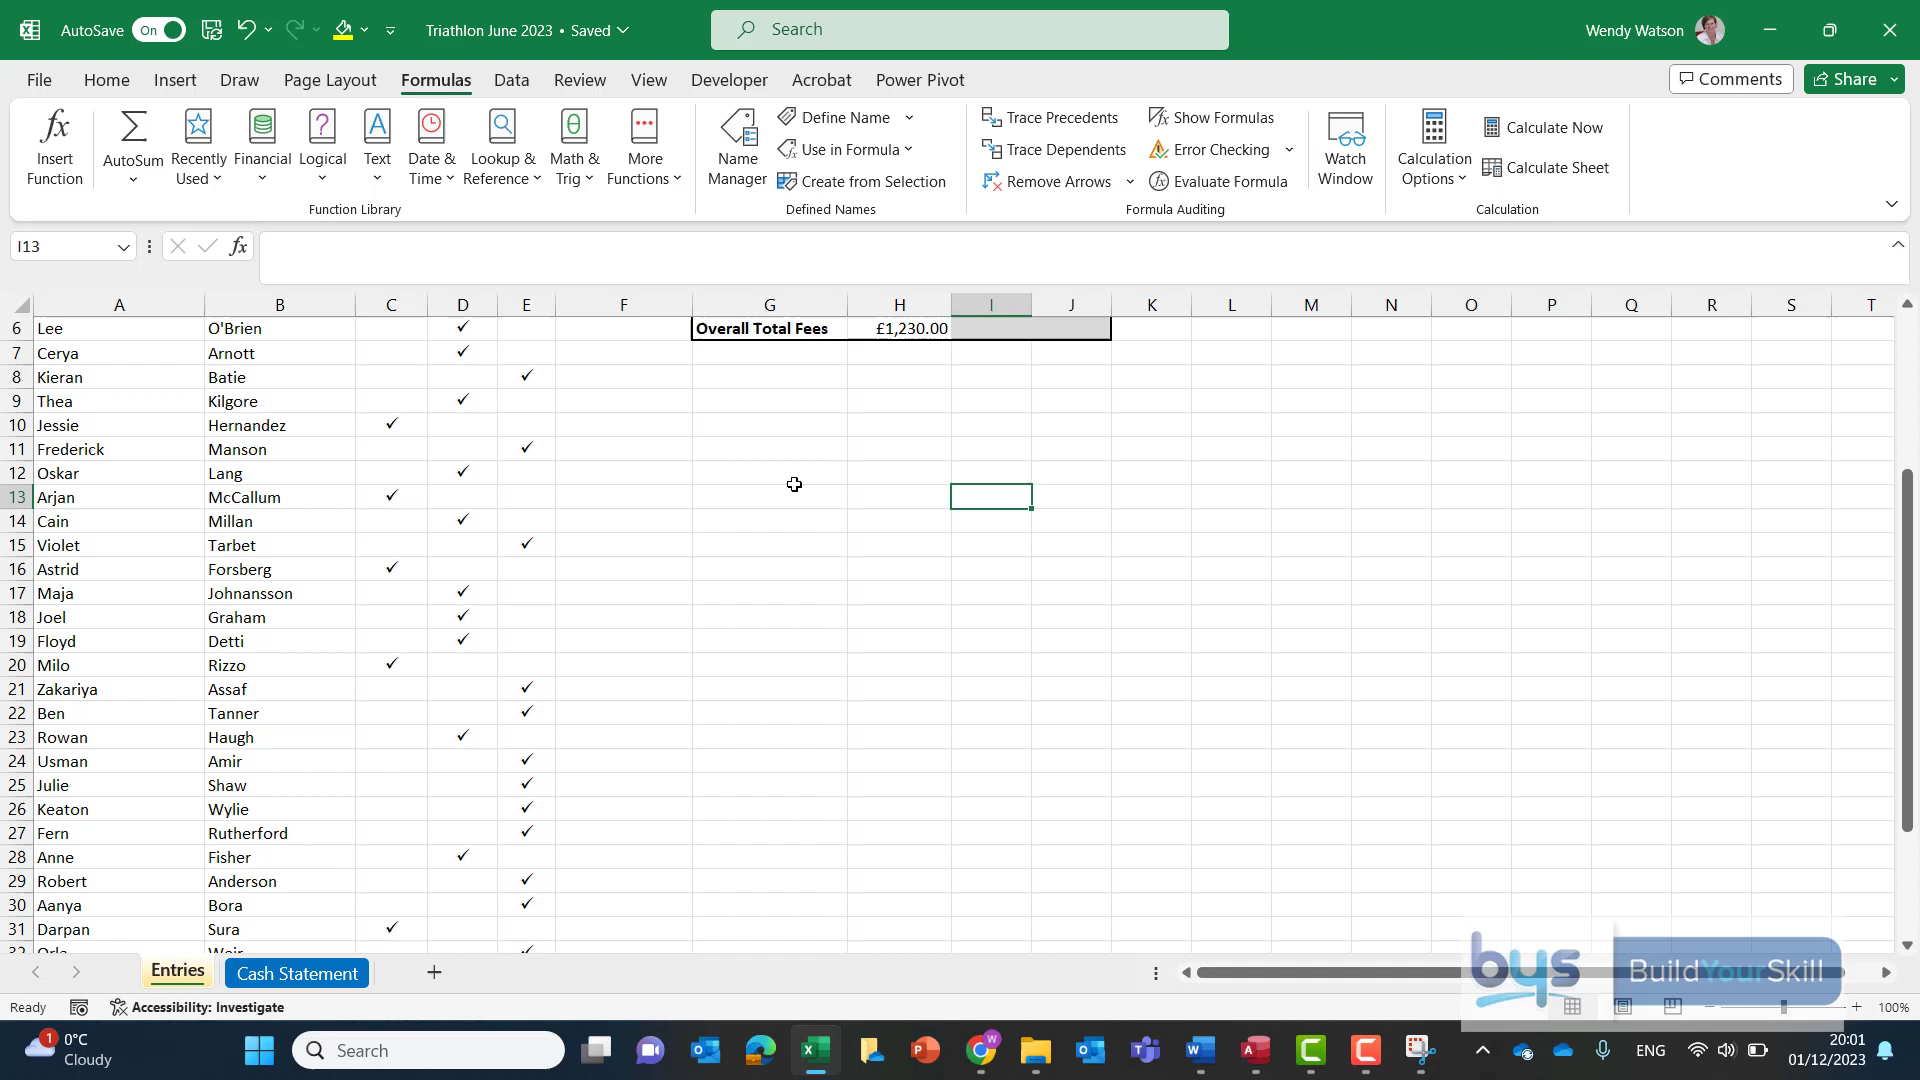 AutoSave On Triathlon June 2023 • Saved Search Wendy Watson
File Home Insert Draw Page Layout Formulas Data Review View Developer Acrobat Power Pivot Comments Share
Insert Function
AutoSum
Recently Used
Financial
Logical
Text
Date & Time
Lookup & Reference
Math & Trig
More Functions
Function Library
Name Manager
Define Name
Use in Formula
Create from Selection
Defined Names
Trace Precedents
Trace Dependents
Remove Arrows
Show Formulas
Error Checking
Evaluate Formula
Formula Auditing
Watch Window
Calculation Options
Calculate Now
Calculate Sheet
Calculation
I13 fx
A B C D E F G H I J K L M N O P Q R S T
6 Lee O'Brien ✓ Overall Total Fees £1,230.00
7 Cerya Arnott ✓
8 Kieran Batie ✓
9 Thea Kilgore ✓
10 Jessie Hernandez ✓
11 Frederick Manson ✓
12 Oskar Lang ✓
13 Arjan McCallum ✓
14 Cain Millan ✓
15 Violet Tarbet ✓
16 Astrid Forsberg ✓
17 Maja Johnansson ✓
18 Joel Graham ✓
19 Floyd Detti ✓
20 Milo Rizzo ✓
21 Zakariya Assaf ✓
22 Ben Tanner ✓
23 Rowan Haugh ✓
24 Usman Amir ✓
25 Julie Shaw ✓
26 Keaton Wylie ✓
27 Fern Rutherford ✓
28 Anne Fisher ✓
29 Robert Anderson ✓
30 Aanya Bora ✓
31 Darpan Sura ✓
32 Orla Weir ✓
Entries Cash Statement
bys BuildYourSkill
Ready Accessibility: Investigate 100%
1 0°C
Cloudy
Search
ENG
20:01
01/12/2023